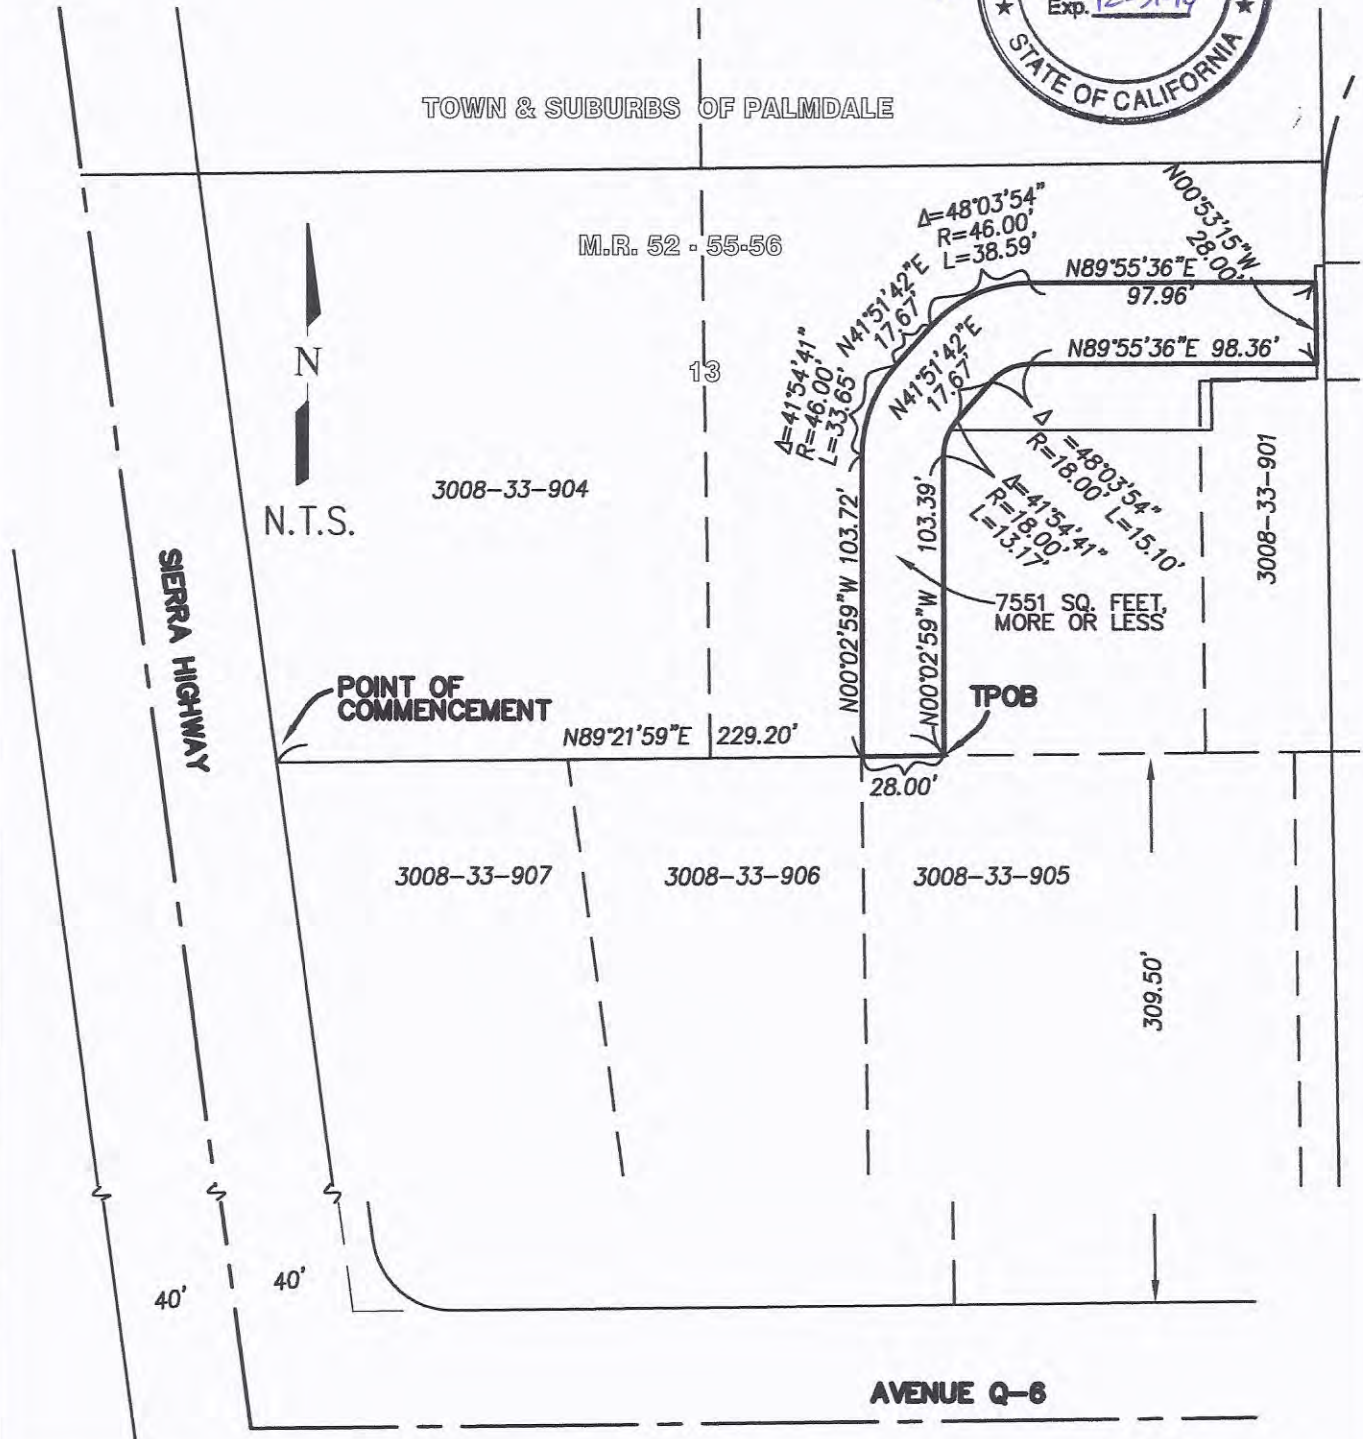 Exp. 12-31-19
STATE OF CALIFORNIA
TOWN & SUBURBS OF PALMDALE
M.R. 52 - 55-56
13
N
N.T.S.
Δ=48°03'54"
R=46.00'
L=38.59'
N00°53'15"W
28.00'
N89°55'36"E
97.96'
N41°51'42"E
17.67'
Δ=41°54'41"
R=46.00'
L=33.65'
N89°55'36"E 98.36'
N41°51'42"E
17.67'
Δ
=48°03'54"
R=18.00' L=15.10'
Δ=41°54'41"
R=18.00'
L=13.17'
3008-33-904
3008-33-901
N00°02'59"W 103.72'
N00°02'59"W 103.39'
7551 SQ. FEET,
MORE OR LESS
SIERRA HIGHWAY
POINT OF
COMMENCEMENT
TPOB
N89°21'59"E 229.20'
28.00'
3008-33-907
3008-33-906
3008-33-905
309.50'
40'
40'
AVENUE Q-6